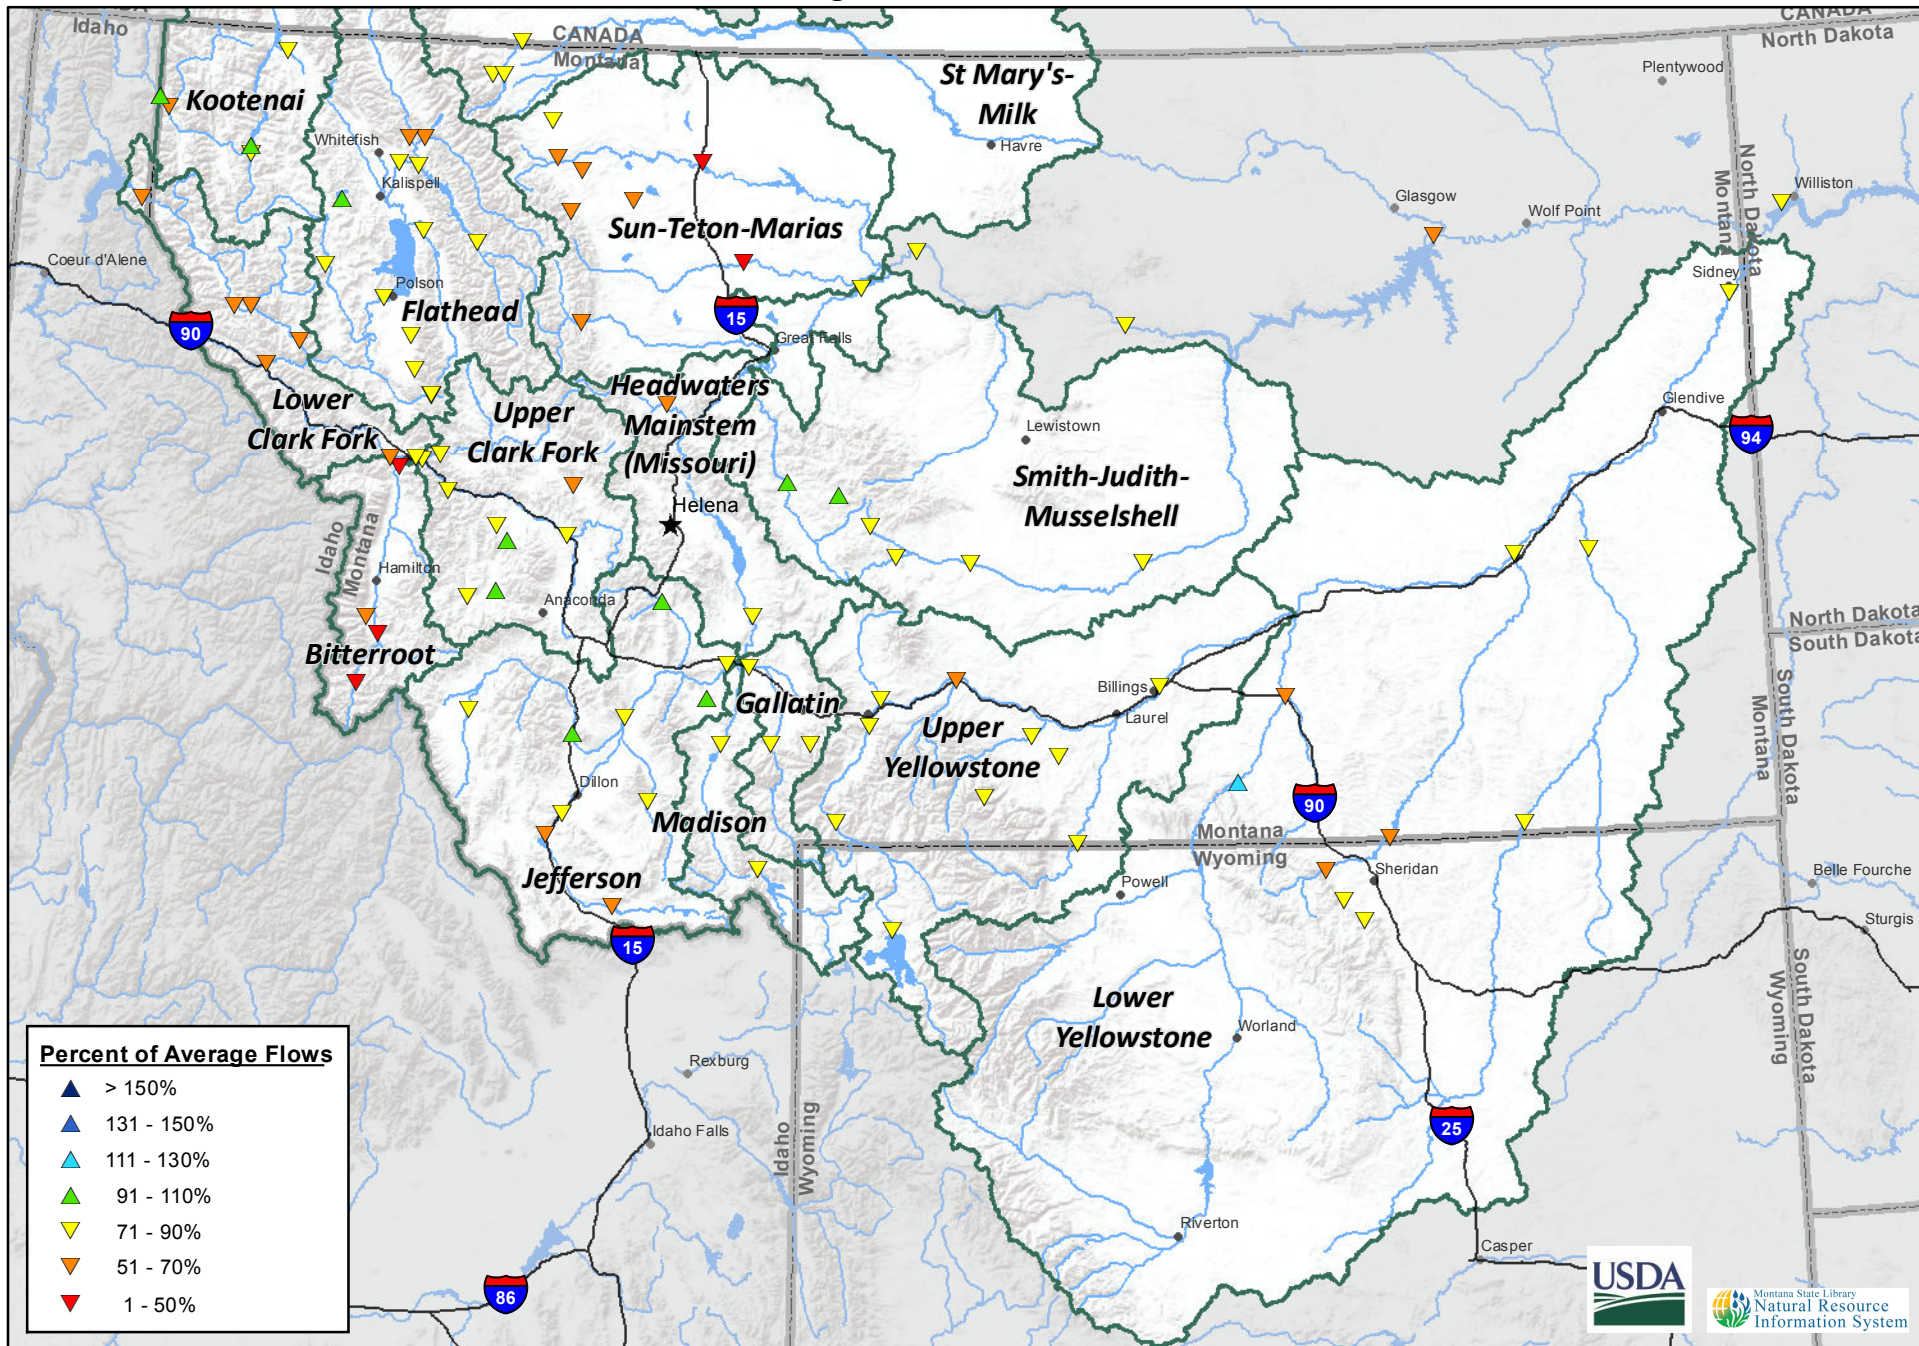 CANADA
Idaho
CANADA
Montana
CANADA
North Dakota
Plentywood
St Mary's-
Milk
Kootenai
Whitefish
Havre
Kalispell
Glasgow
Wolf Point
North Dakota
Montana
Williston
Sun-Teton-Marias
Coeur d'Alene
Polson
Flathead
Sidney
90
15
Great Falls
Headwaters
Mainstem
(Missouri)
Lower
Clark Fork
Upper
Clark Fork
Glendive
94
Lewistown
Smith-Judith-
Musselshell
Helena
Idaho
Montana
Hamilton
Anaconda
North Dakota
South Dakota
Bitterroot
Gallatin
Billings
Laurel
South Dakota
Montana
Upper
Yellowstone
Dillon
Madison
90
Montana
Wyoming
Jefferson
Powell
Sheridan
Belle Fourche
Sturgis
15
South Dakota
Wyoming
Lower
Yellowstone
Worland
Percent of Average Flows
> 150%
131 - 150%
111 - 130%
91 - 110%
71 - 90%
51 - 70%
1 - 50%
Rexburg
Idaho Falls
Idaho
Wyoming
25
Riverton
Casper
86
USDA
Montana State Library
Natural Resource
Information System